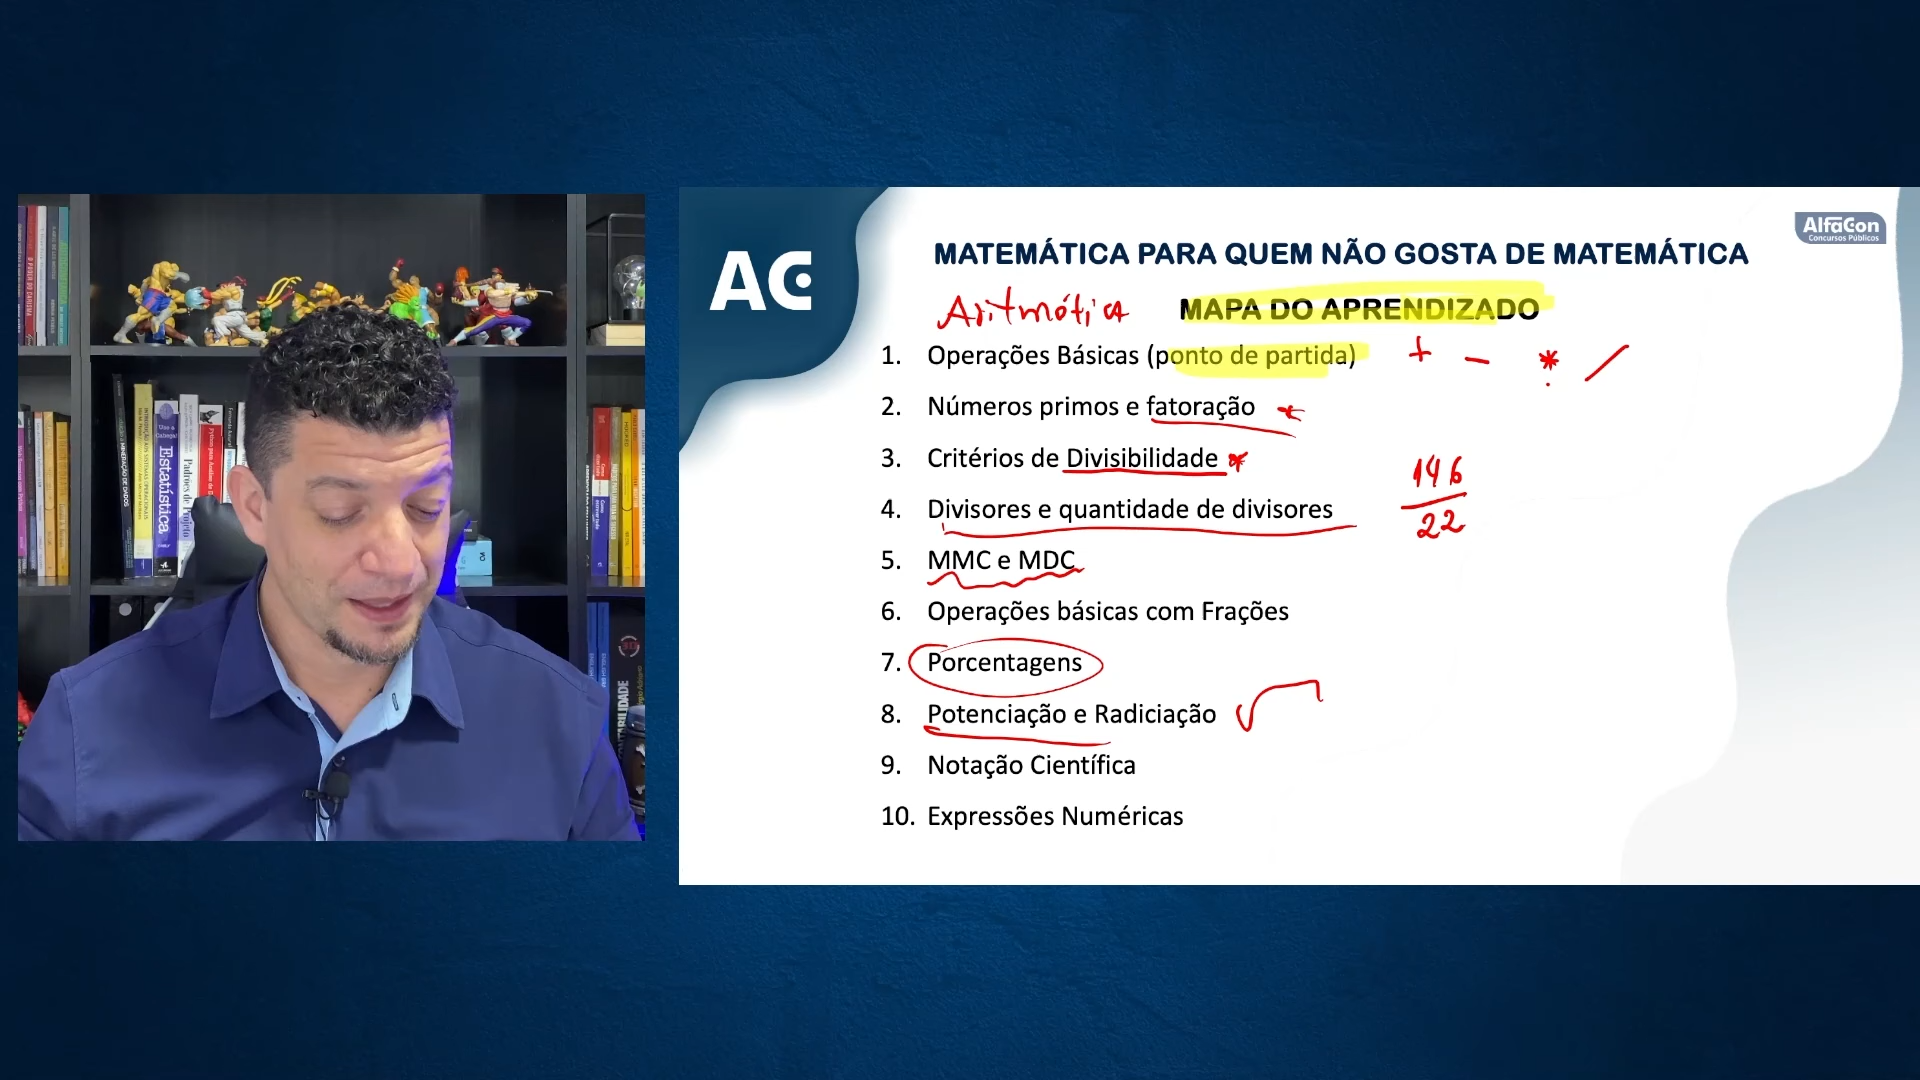 AlfaCon
Concursos Públicos
AC
MATEMÁTICA PARA QUEM NÃO GOSTA DE MATEMÁTICA
Aritmética MAPA DO APRENDIZADO
1. Operações Básicas (ponto de partida) + - * /
2. Números primos e fatoração *
3. Critérios de Divisibilidade *
146
4. Divisores e quantidade de divisores
22
5. MMC e MDC
6. Operações básicas com Frações
7. Porcentagens
8. Potenciação e Radiciação √
9. Notação Científica
10. Expressões Numéricas
Estatística